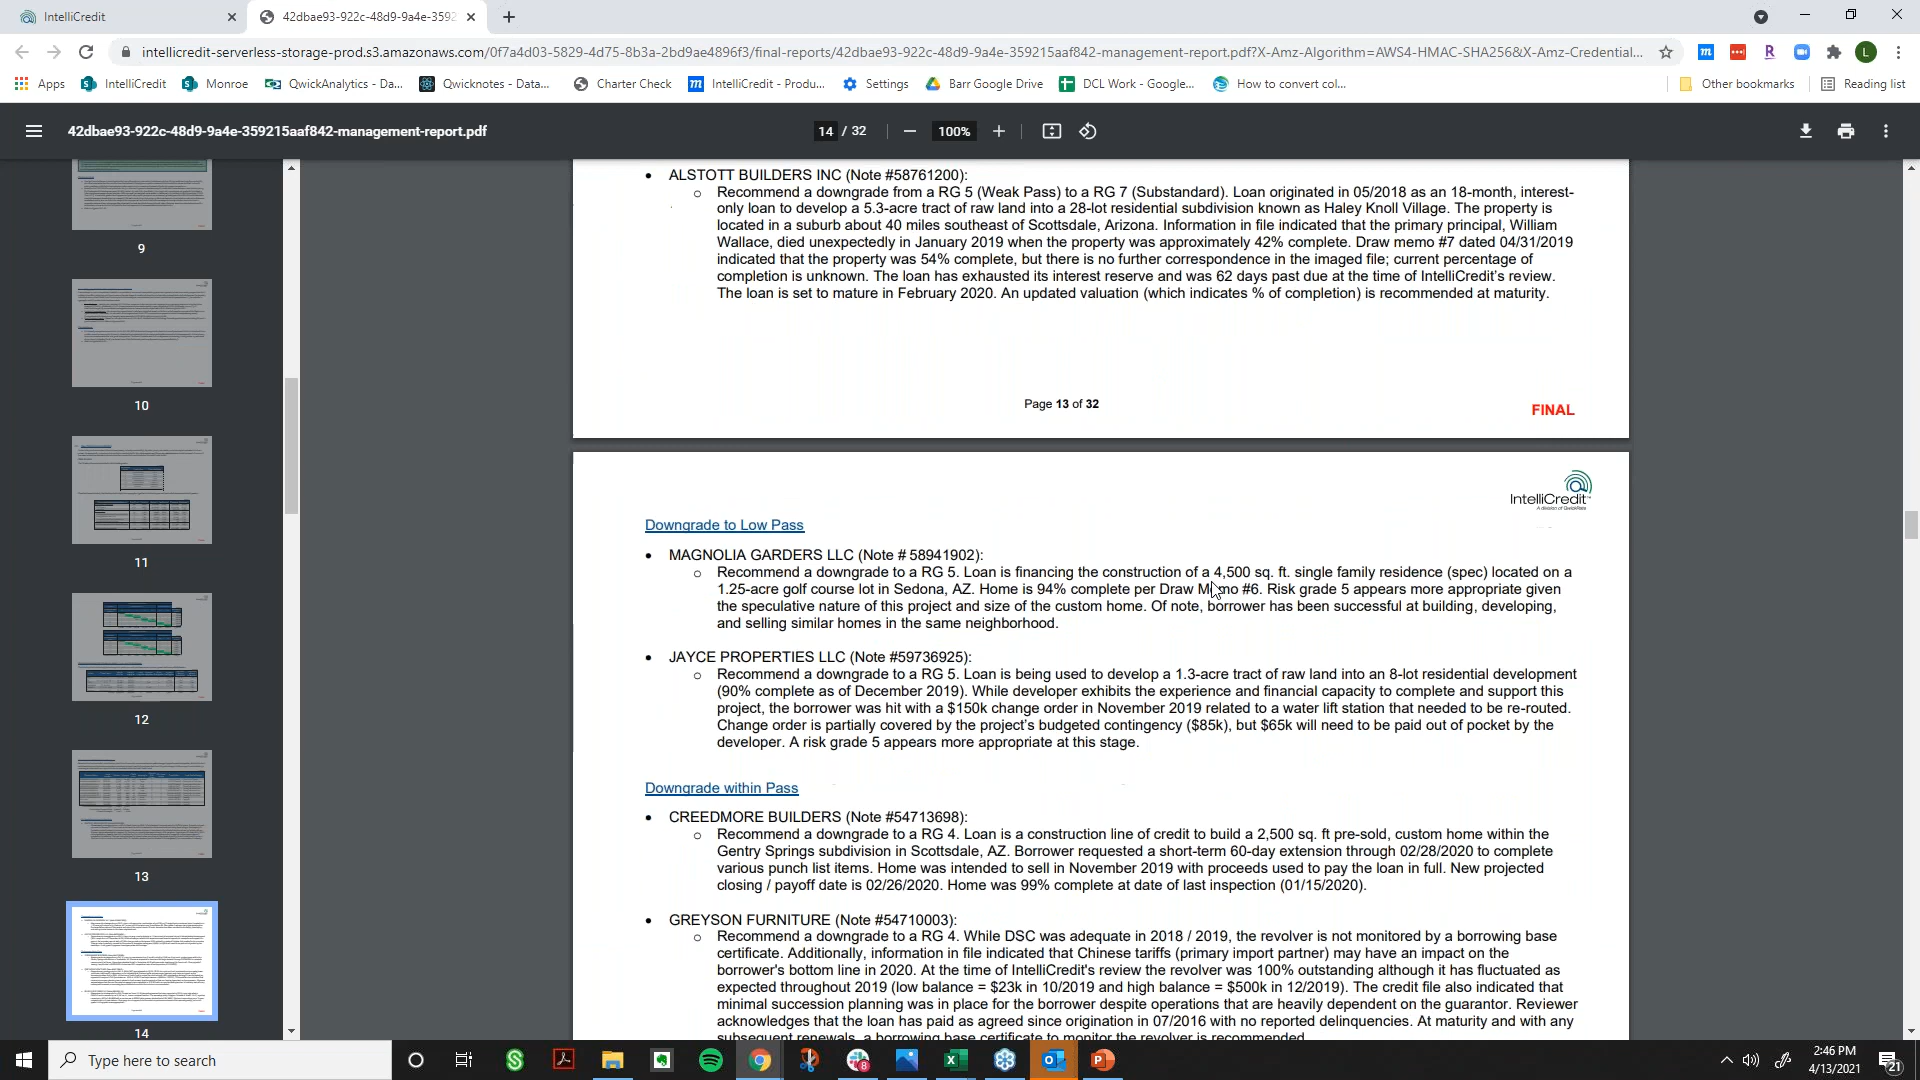 IntelliCredit
42dbae93-922c-48d9-9a4e-3592
intellicredit-serverless-storage-prod.s3.amazonaws.com/0f7a4d03-5829-4d75-8b3a-2bd9ae4896f3/final-reports/42dbae93-922c-48d9-9a4e-359215aaf842-management-report.pdf?X-Amz-Algorithm=AWS4-HMAC-SHA256&X-Amz-Credential...
L
Apps
IntelliCredit
Monroe
QwickAnalytics - Da...
Qwicknotes - Data...
Charter Check
IntelliCredit - Produ...
Settings
Barr Google Drive
DCL Work - Google...
How to convert col...
Other bookmarks
Reading list
42dbae93-922c-48d9-9a4e-359215aaf842-management-report.pdf
14 / 32
100%
9
10
11
12
13
14
• ALSTOTT BUILDERS INC (Note #58761200):
o Recommend a downgrade from a RG 5 (Weak Pass) to a RG 7 (Substandard). Loan originated in 05/2018 as an 18-month, interest-
only loan to develop a 5.3-acre tract of raw land into a 28-lot residential subdivision known as Haley Knoll Village. The property is
located in a suburb about 40 miles southeast of Scottsdale, Arizona. Information in file indicated that the primary principal, William
Wallace, died unexpectedly in January 2019 when the property was approximately 42% complete. Draw memo #7 dated 04/31/2019
indicated that the property was 54% complete, but there is no further correspondence in the imaged file; current percentage of
completion is unknown. The loan has exhausted its interest reserve and was 62 days past due at the time of IntelliCredit's review.
The loan is set to mature in February 2020. An updated valuation (which indicates % of completion) is recommended at maturity.
Page 13 of 32
FINAL
IntelliCredit
Downgrade to Low Pass
• MAGNOLIA GARDERS LLC (Note # 58941902):
o Recommend a downgrade to a RG 5. Loan is financing the construction of a 4,500 sq. ft. single family residence (spec) located on a
1.25-acre golf course lot in Sedona, AZ. Home is 94% complete per Draw Memo #6. Risk grade 5 appears more appropriate given
the speculative nature of this project and size of the custom home. Of note, borrower has been successful at building, developing,
and selling similar homes in the same neighborhood.
• JAYCE PROPERTIES LLC (Note #59736925):
o Recommend a downgrade to a RG 5. Loan is being used to develop a 1.3-acre tract of raw land into an 8-lot residential development
(90% complete as of December 2019). While developer exhibits the experience and financial capacity to complete and support this
project, the borrower was hit with a $150k change order in November 2019 related to a water lift station that needed to be re-routed.
Change order is partially covered by the project's budgeted contingency ($85k), but $65k will need to be paid out of pocket by the
developer. A risk grade 5 appears more appropriate at this stage.
Downgrade within Pass
• CREEDMORE BUILDERS (Note #54713698):
o Recommend a downgrade to a RG 4. Loan is a construction line of credit to build a 2,500 sq. ft pre-sold, custom home within the
Gentry Springs subdivision in Scottsdale, AZ. Borrower requested a short-term 60-day extension through 02/28/2020 to complete
various punch list items. Home was intended to sell in November 2019 with proceeds used to pay the loan in full. New projected
closing / payoff date is 02/26/2020. Home was 99% complete at date of last inspection (01/15/2020).
• GREYSON FURNITURE (Note #54710003):
o Recommend a downgrade to a RG 4. While DSC was adequate in 2018 / 2019, the revolver is not monitored by a borrowing base
certificate. Additionally, information in file indicated that Chinese tariffs (primary import partner) may have an impact on the
borrower's bottom line in 2020. At the time of IntelliCredit's review the revolver was 100% outstanding although it has fluctuated as
expected throughout 2019 (low balance = $23k in 10/2019 and high balance = $500k in 12/2019). The credit file also indicated that
minimal succession planning was in place for the borrower despite operations that are heavily dependent on the guarantor. Reviewer
acknowledges that the loan has paid as agreed since origination in 07/2016 with no reported delinquencies. At maturity and with any
subsequent renewals, a borrowing base certificate to monitor the revolver is recommended.
Type here to search
2:46 PM
4/13/2021
21